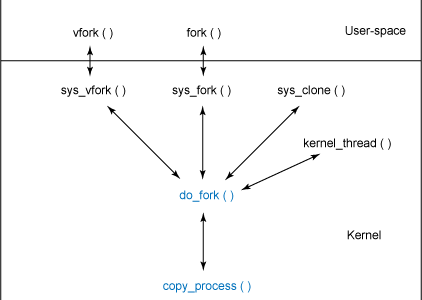 vfork ( )
fork ( )
User-space
sys_vfork ( )
sys_fork ( )
sys_clone ( )
kernel_thread ( )
do_fork ( )
Kernel
copy_process ( )